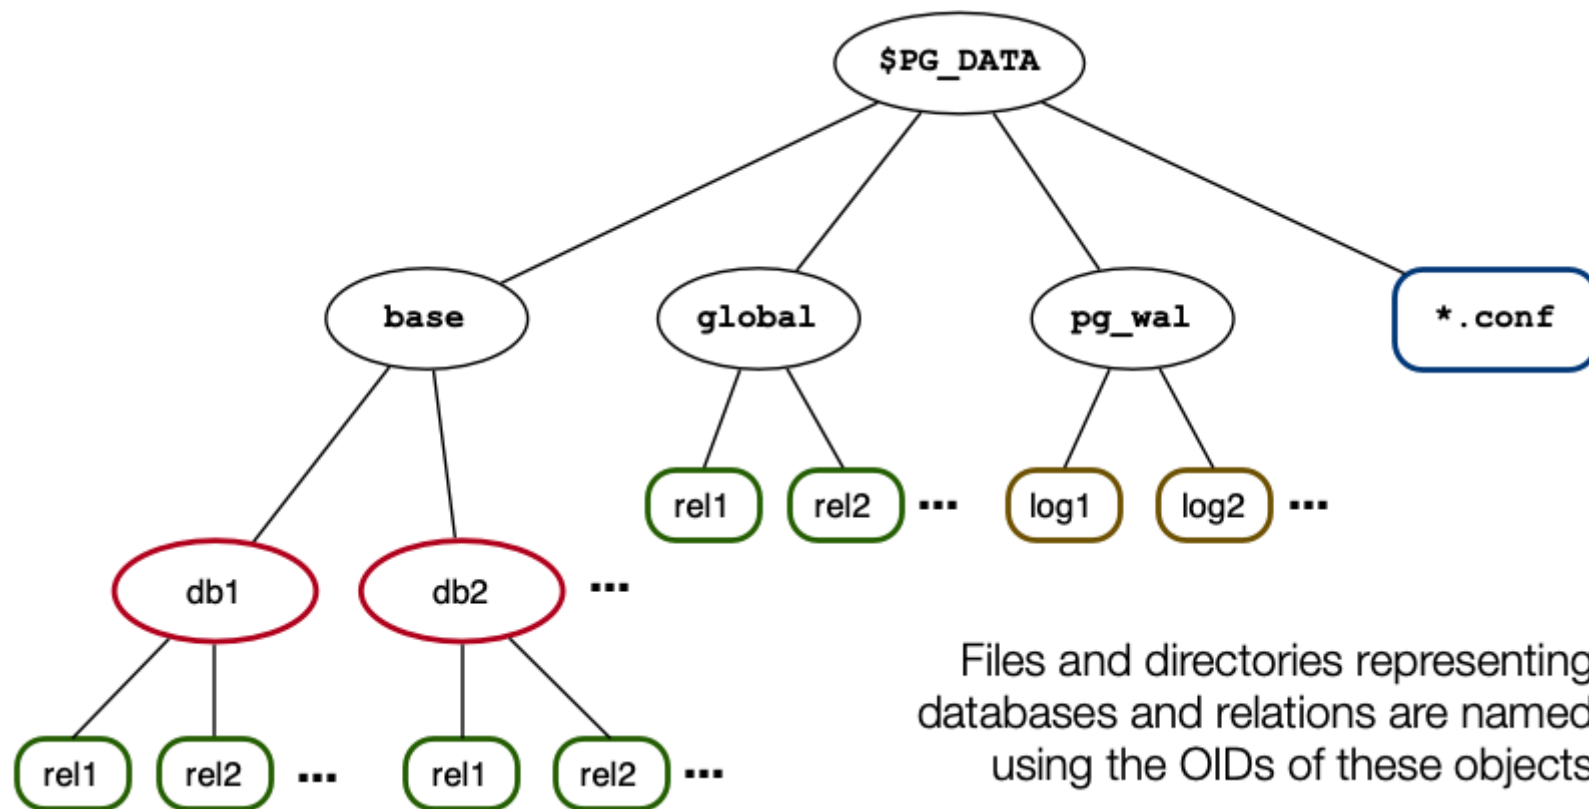 $PG_DATA
base
global
pg_wal
*.conf
rel1
rel2
...
log1
log2
...
db1
db2
...
Files and directories representing
databases and relations are named
using the OIDs of these objects
rel1
rel2
...
rel1
rel2
...